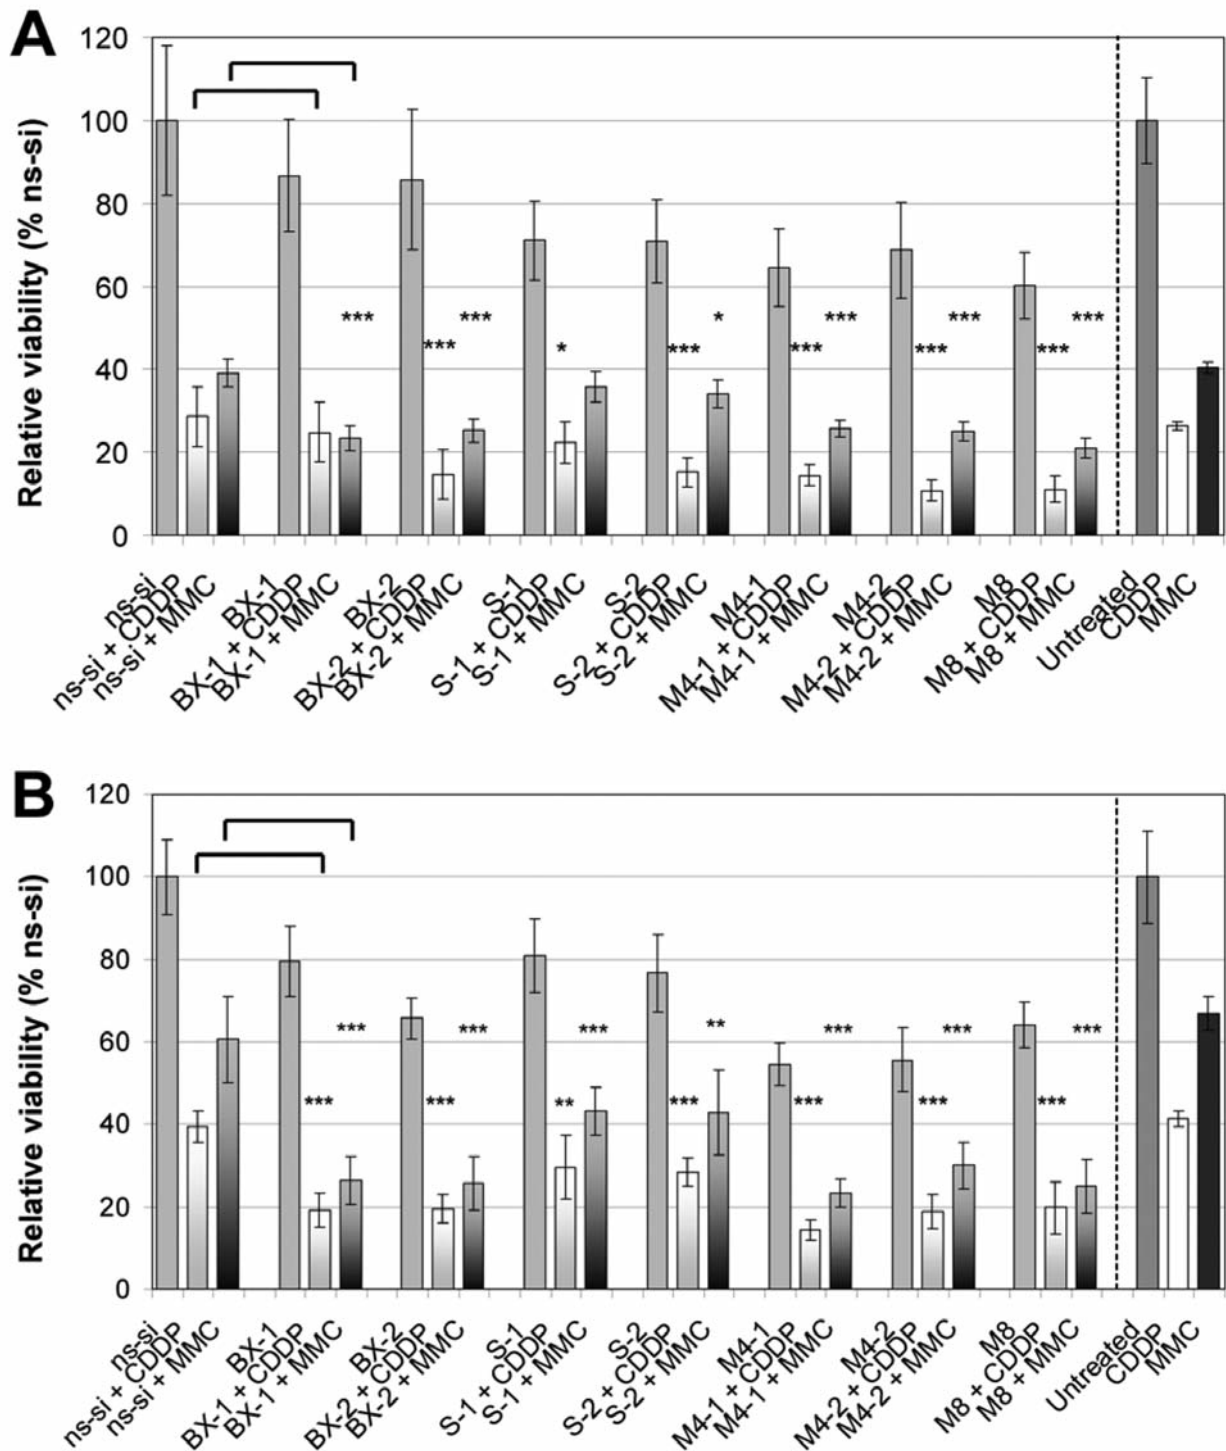 A
Relative viability (% ns-si)
120
100
80
60
40
20
0
***
***
***
*
***
*
***
***
***
***
***
***
ns-si
ns-si + CDDP
ns-si + MMC
BX-1
BX-1 + CDDP
BX-1 + MMC
BX-2
BX-2 + CDDP
BX-2 + MMC
S-1
S-1 + CDDP
S-1 + MMC
S-2
S-2 + CDDP
S-2 + MMC
M4-1
M4-1 + CDDP
M4-1 + MMC
M4-2
M4-2 + CDDP
M4-2 + MMC
M8
M8 + CDDP
M8 + MMC
Untreated
CDDP
MMC
B
Relative viability (% ns-si)
120
100
80
60
40
20
0
***
***
***
***
**
***
***
**
***
***
***
***
***
***
ns-si
ns-si + CDDP
ns-si + MMC
BX-1
BX-1 + CDDP
BX-1 + MMC
BX-2
BX-2 + CDDP
BX-2 + MMC
S-1
S-1 + CDDP
S-1 + MMC
S-2
S-2 + CDDP
S-2 + MMC
M4-1
M4-1 + CDDP
M4-1 + MMC
M4-2
M4-2 + CDDP
M4-2 + MMC
M8
M8 + CDDP
M8 + MMC
Untreated
CDDP
MMC